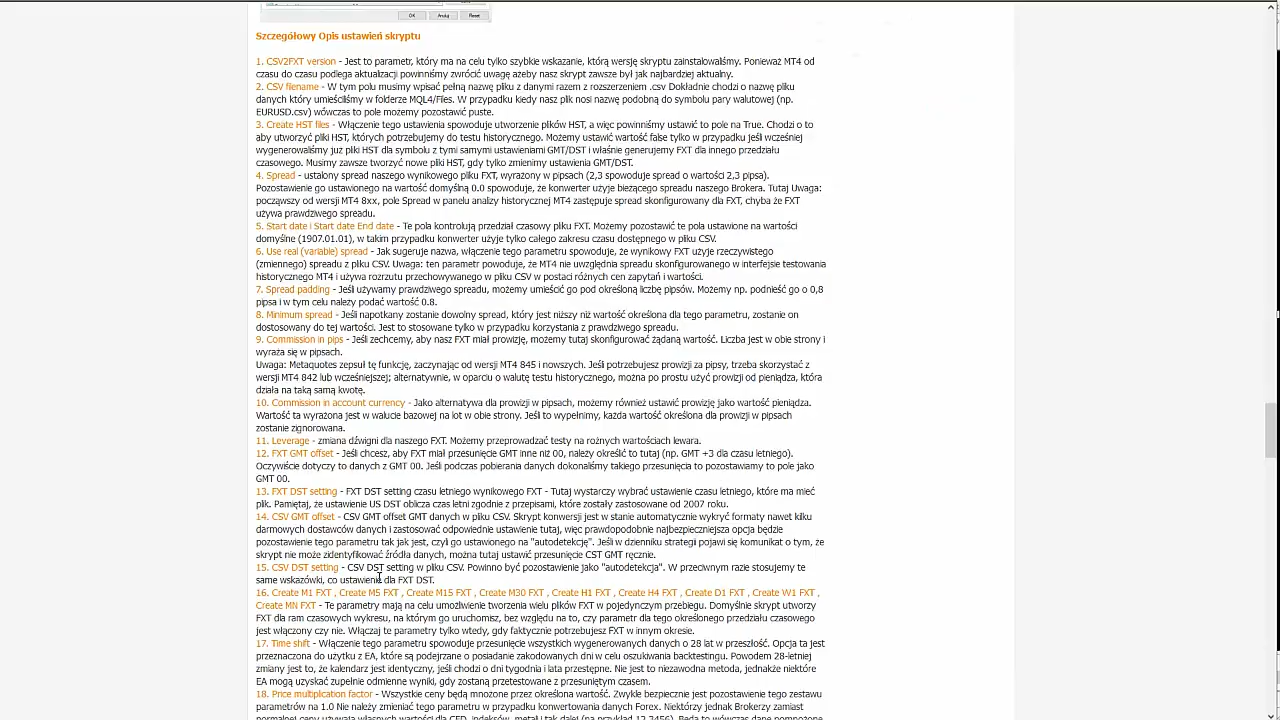 OK Anuluj Reset
Szczegółowy Opis ustawień skryptu
1. CSV2FXT version - Jest to parametr, który ma na celu tylko szybkie wskazanie, którą wersję skryptu zainstalowaliśmy. Ponieważ MT4 od
czasu do czasu podlega aktualizacji powinniśmy zwrócić uwagę ażeby nasz skrypt zawsze był jak najbardziej aktualny.
2. CSV filename - W tym polu musimy wpisać pełną nazwę pliku z danymi razem z rozszerzeniem .csv Dokładnie chodzi o nazwę pliku
danych który umieściliśmy w folderze MQL4/Files. W przypadku kiedy nasz plik nosi nazwę podobną do symbolu pary walutowej (np.
EURUSD.csv) wówczas to pole możemy pozostawić puste.
3. Create HST files - Włączenie tego ustawienia spowoduje utworzenie plików HST, a więc powinniśmy ustawić to pole na True. Chodzi o to
aby utworzyć pliki HST, których potrzebujemy do testu historycznego. Możemy ustawić wartość false tylko w przypadku jeśli wcześniej
wygenerowaliśmy już pliki HST dla symbolu z tymi samymi ustawieniami GMT/DST i właśnie generujemy FXT dla innego przedziału
czasowego. Musimy zawsze tworzyć nowe pliki HST, gdy tylko zmienimy ustawienia GMT/DST.
4. Spread - ustalony spread naszego wynikowego pliku FXT, wyrażony w pipsach (2,3 spowoduje spread o wartości 2,3 pipsa).
Pozostawienie go ustawionego na wartość domyślną 0.0 spowoduje, że konwerter użyje bieżącego spreadu naszego Brokera. Tutaj Uwaga:
począwszy od wersji MT4 8xx, pole Spread w panelu analizy historycznej MT4 zastępuje spread skonfigurowany dla FXT, chyba że FXT
używa prawdziwego spreadu.
5. Start date i Start date End date - Te pola kontrolują przedział czasowy pliku FXT. Możemy pozostawić te pola ustawione na wartości
domyślne (1907.01.01), w takim przypadku konwerter użyje tylko całego zakresu czasu dostępnego w pliku CSV.
6. Use real (variable) spread - Jak sugeruje nazwa, włączenie tego parametru spowoduje, że wynikowy FXT użyje rzeczywistego
(zmiennego) spreadu z pliku CSV. Uwaga: ten parametr powoduje, że MT4 nie uwzględnia spreadu skonfigurowanego w interfejsie testowania
historycznego MT4 i używa rozrzutu przechowywanego w pliku CSV w postaci różnych cen zapytań i wartości.
7. Spread padding - Jeśli używamy prawdziwego spreadu, możemy umieścić go pod określoną liczbę pipsów. Możemy np. podnieść go o 0,8
pipsa i w tym celu nalezy podać wartość 0.8.
8. Minimum spread - Jeśli napotkany zostanie dowolny spread, który jest niższy niż wartość określona dla tego parametru, zostanie on
dostosowany do tej wartości. Jest to stosowane tylko w przypadku korzystania z prawdziwego spreadu.
9. Commission in pips - Jeśli zechcemy, aby nasz FXT miał prowizję, możemy tutaj skonfigurować żądaną wartość. Liczba jest w obie strony i
wyraża się w pipsach.
Uwaga: Metaquotes zepsuł tę funkcję, zaczynając od wersji MT4 845 i nowszych. Jeśli potrzebujesz prowizji za pipsy, trzeba skorzystać z
wersji MT4 842 lub wcześniejszej; alternatywnie, w oparciu o walutę testu historycznego, można po prostu użyć prowizji od pieniądza, która
działa na taką samą kwotę.
10. Commission in account currency - Jako alternatywa dla prowizji w pipsach, możemy również ustawić prowizję jako wartość pieniądza.
Wartość ta wyrażona jest w walucie bazowej na lot w obie strony. Jeśli to wypełnimy, każda wartość określona dla prowizji w pipsach
zostanie zignorowana.
11. Leverage - zmiana dźwigni dla naszego FXT. Możemy przeprowadzać testy na rożnych wartościach lewara.
12. FXT GMT offset - Jeśli chcesz, aby FXT miał przesunięcie GMT inne niż 00, należy określić to tutaj (np. GMT +3 dla czasu letniego).
Oczywiście dotyczy to danych z GMT 00. Jeśli podczas pobierania danych dokonaliśmy takiego przesunięcia to pozostawiamy to pole jako
GMT 00.
13. FXT DST setting - FXT DST setting czasu letniego wynikowego FXT - Tutaj wystarczy wybrać ustawienie czasu letniego, które ma mieć
plik. Pamiętaj, że ustawienie US DST oblicza czas letni zgodnie z przepisami, które zostały zastosowane od 2007 roku.
14. CSV GMT offset - CSV GMT offset GMT danych w pliku CSV. Skrypt konwersji jest w stanie automatycznie wykryć formaty nawet kilku
darmowych dostawców danych i zastosować odpowiednie ustawienie tutaj, więc prawdopodobnie najbezpieczniejsza opcja będzie
pozostawienie tego parametru tak jak jest, czyli go ustawionego na "autodetekcję". Jeśli w dzienniku strategii pojawi się komunikat o tym, ze
skrypt nie może zidentyfikować źródła danych, można tutaj ustawić przesunięcie CST GMT ręcznie.
15. CSV DST setting - CSV DST setting w pliku CSV. Powinno być pozostawienie jako "autodetekcja". W przeciwnym razie stosujemy te
same wskazówki, co ustawienie dla FXT DST.
16. Create M1 FXT , Create M5 FXT , Create M15 FXT , Create M30 FXT , Create H1 FXT , Create H4 FXT , Create D1 FXT , Create W1 FXT ,
Create MN FXT - Te parametry mają na celu umożliwienie tworzenia wielu plików FXT w pojedynczym przebiegu. Domyślnie skrypt utworzy
FXT dla ram czasowych wykresu, na którym go uruchomisz, bez względu na to, czy parametr dla tego określonego przedziału czasowego
jest włączony czy nie. Włączaj te parametry tylko wtedy, gdy faktycznie potrzebujesz FXT w innym okresie.
17. Time shift - Włączenie tego parametru spowoduje przesunięcie wszystkich wygenerowanych danych o 28 lat w przeszłość. Opcja ta jest
przeznaczona do użytku z EA, które są podejrzane o posiadanie zakodowanych dni w celu oszukiwania backtestingu. Powodem 28-letniej
zmiany jest to, że kalendarz jest identyczny, jeśli chodzi o dni tygodnia i lata przestępne. Nie jest to niezawodna metoda, jednakże niektóre
EA mogą uzyskać zupełnie odmienne wyniki, gdy zostaną przetestowane z przesuniętym czasem.
18. Price multiplication factor - Wszystkie ceny będą mnożone przez określona wartość. Zwykle bezpiecznie jest pozostawienie tego zestawu
parametrów na 1.0 Nie należy zmieniać tego parametru w przypadku konwertowania danych Forex. Niektórzy jednak Brokerzy zamiast